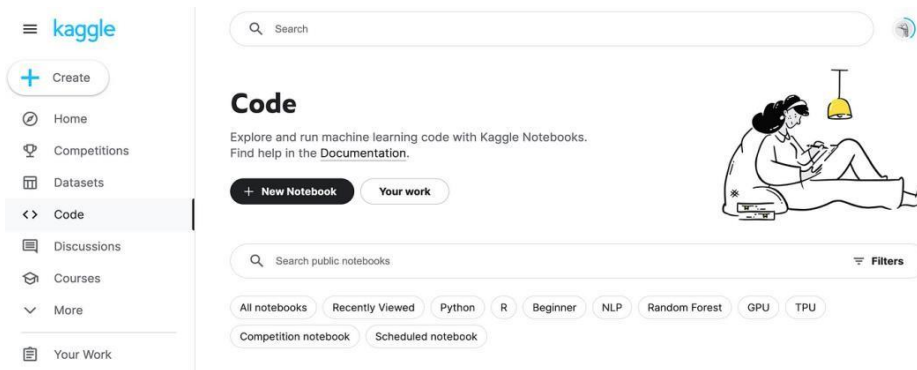 kaggle
Create
Home
Competitions
Datasets
Code
Discussions
Courses
More
Your Work
Search
Code
Explore and run machine learning code with Kaggle Notebooks.
Find help in the Documentation.
+ New Notebook
Your work
Search public notebooks
Filters
All notebooks Recently Viewed Python R Beginner NLP Random Forest GPU TPU
Competition notebook Scheduled notebook